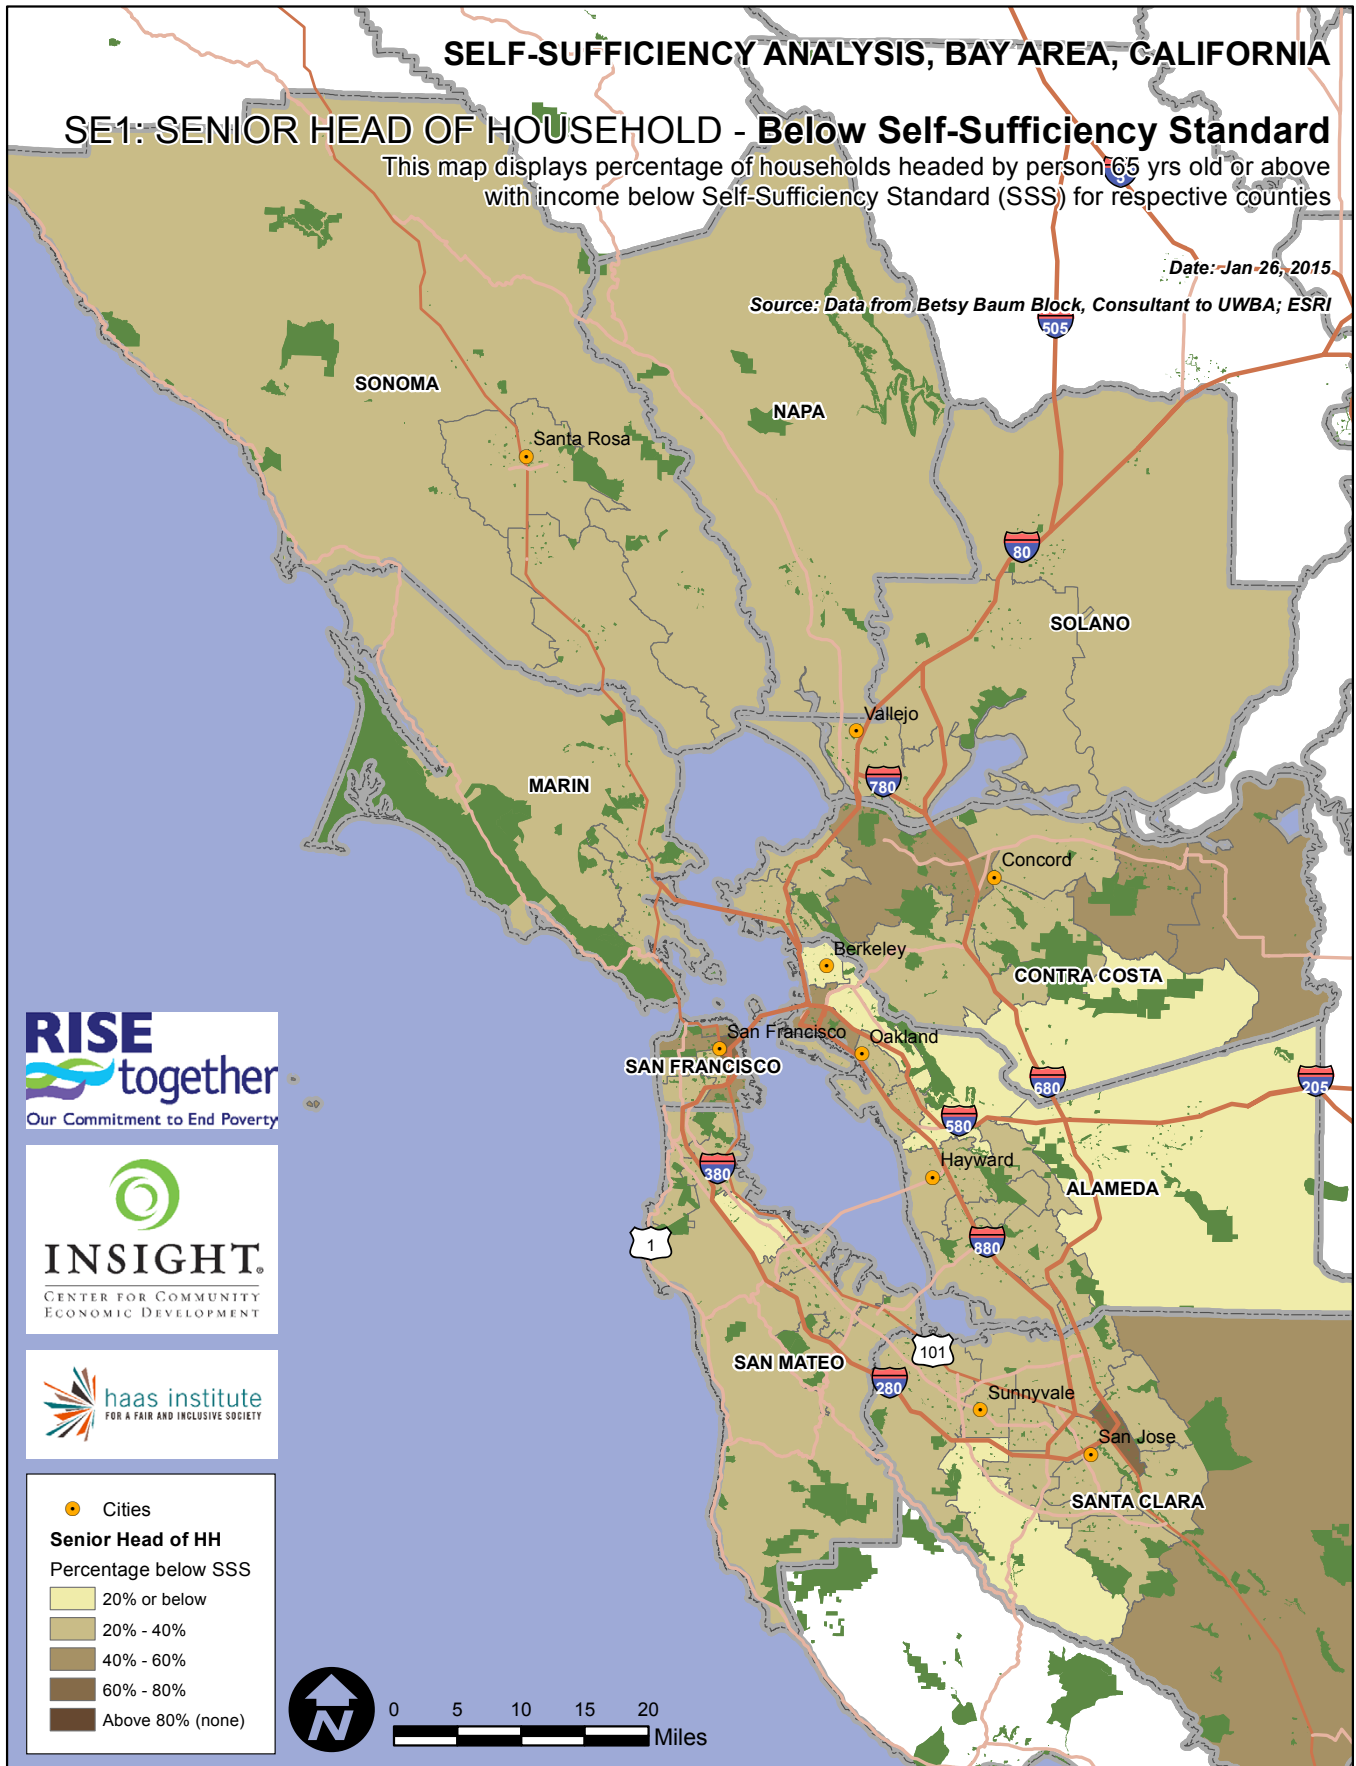 SELF-SUFFICIENCY ANALYSIS, BAY AREA, CALIFORNIA
SE1: SENIOR HEAD OF HOUSEHOLD - Below Self-Sufficiency Standard
This map displays percentage of households headed by person 65 yrs old or above
with income below Self-Sufficiency Standard (SSS) for respective counties
5
Date: Jan 26, 2015
Source: Data from Betsy Baum Block, Consultant to UWBA; ESRI
505
SONOMA
NAPA
Santa Rosa
80
SOLANO
Vallejo
780
MARIN
Concord
Berkeley
CONTRA COSTA
San Francisco
Oakland
SAN FRANCISCO
680
205
580
Hayward
380
ALAMEDA
1
880
101
SAN MATEO
280
Sunnyvale
San Jose
SANTA CLARA
RISE
together
Our Commitment to End Poverty
INSIGHT®
CENTER FOR COMMUNITY
ECONOMIC DEVELOPMENT
haas institute
FOR A FAIR AND INCLUSIVE SOCIETY
Cities
Senior Head of HH
Percentage below SSS
20% or below
20% - 40%
40% - 60%
60% - 80%
Above 80% (none)
N
0 5 10 15 20
Miles